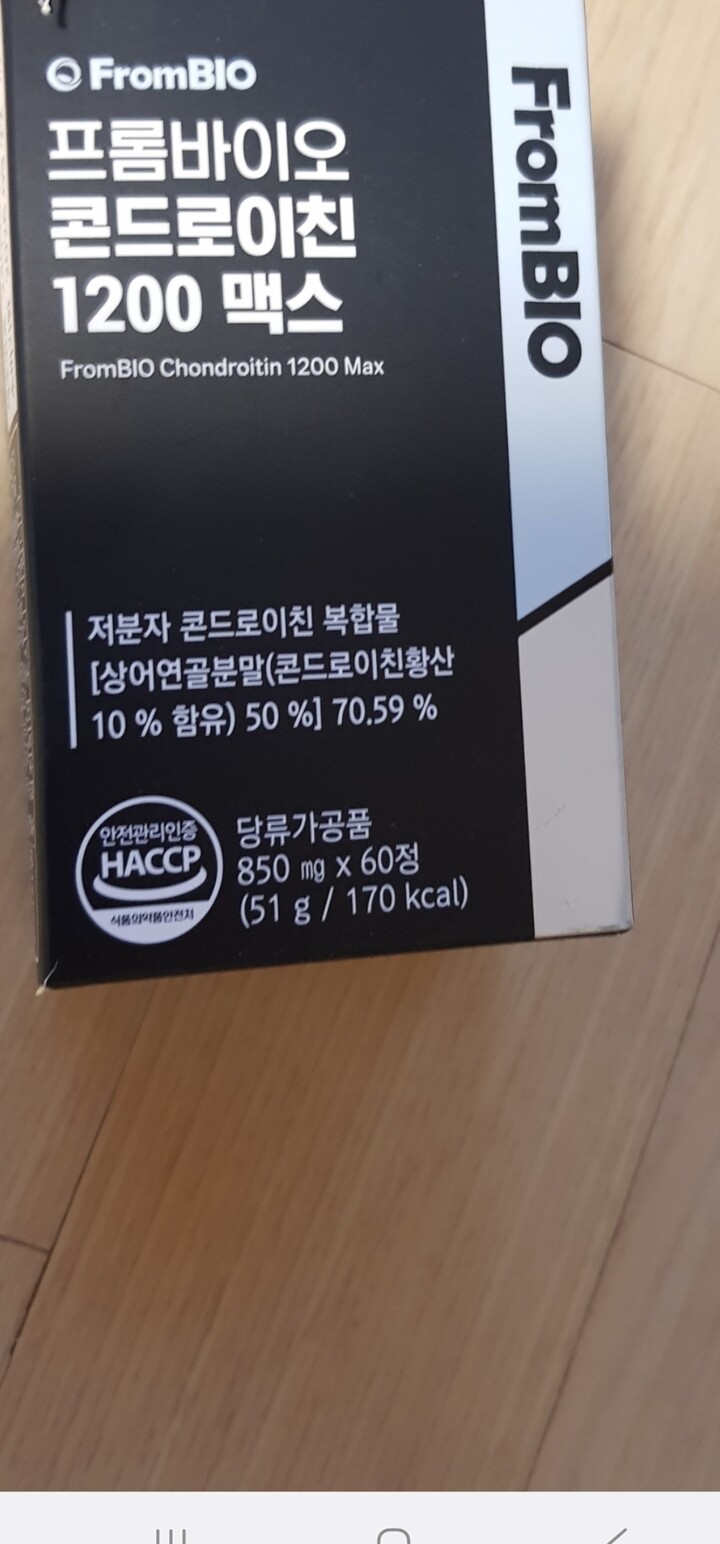 FromBIO
프롬바이오
콘드로이친
1200 맥스
FromBIO Chondroitin 1200 Max
저분자 콘드로이친 복합물
[상어연골분말(콘드로이친황산
10 % 함유) 50 %] 70.59 %
안전관리인증
HACCP
식품의약품안전처
당류가공품
850 ㎎ x 60정
(51 g / 170 kcal)
FromBIO